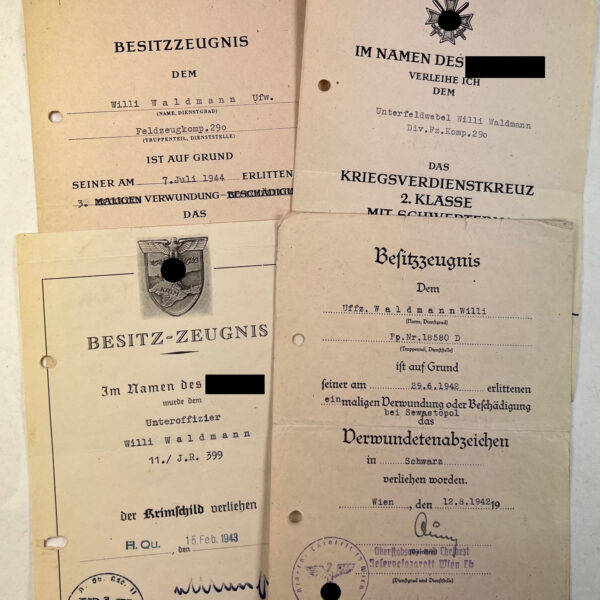 BESITZZEUGNIS
DEM
Willi Waldmann Ufw.
(NAME, DIENSTGRAD)
Feldzeugkomp.290
(TRUPPENTEIL, DIENSTSTELLE)
IST AUF GRUND
SEINER AM 7.Juli 1944 ERLITTEN
3. MALIGEN VERWUNDUNG-BESCHÄDIGU
DAS
IM NAMEN DES
VERLEIHE ICH
DEM
Unterfeldwebel Willi Waldmann
Div.Fz.Komp.290
DAS
KRIEGSVERDIENSTKREUZ
2. KLASSE
MIT SCHWERTERN
BESITZ-ZEUGNIS
Im Namen des
wurde dem
Unteroffizier
Willi Waldmann
11./ J.R. 399
der Krimschild verliehen
H. Qu. den 15. Feb. 1943
Besitzzeugnis
Dem
Uffz. Waldmann Willi
(Name, Dienstgrad)
Fp.Nr.18580 D
(Truppenteil, Dienststelle)
ist auf Grund
seiner am 29.6.1942 erlittenen
einmaligen Verwundung oder Beschädigung
bei Sewastopol
das
Verwundetenabzeichen
in Schwarz
verliehen worden.
Wien, den 12.8.1942 19
Reservelazarett Wien
(Dienstgrad und Dienststelle)